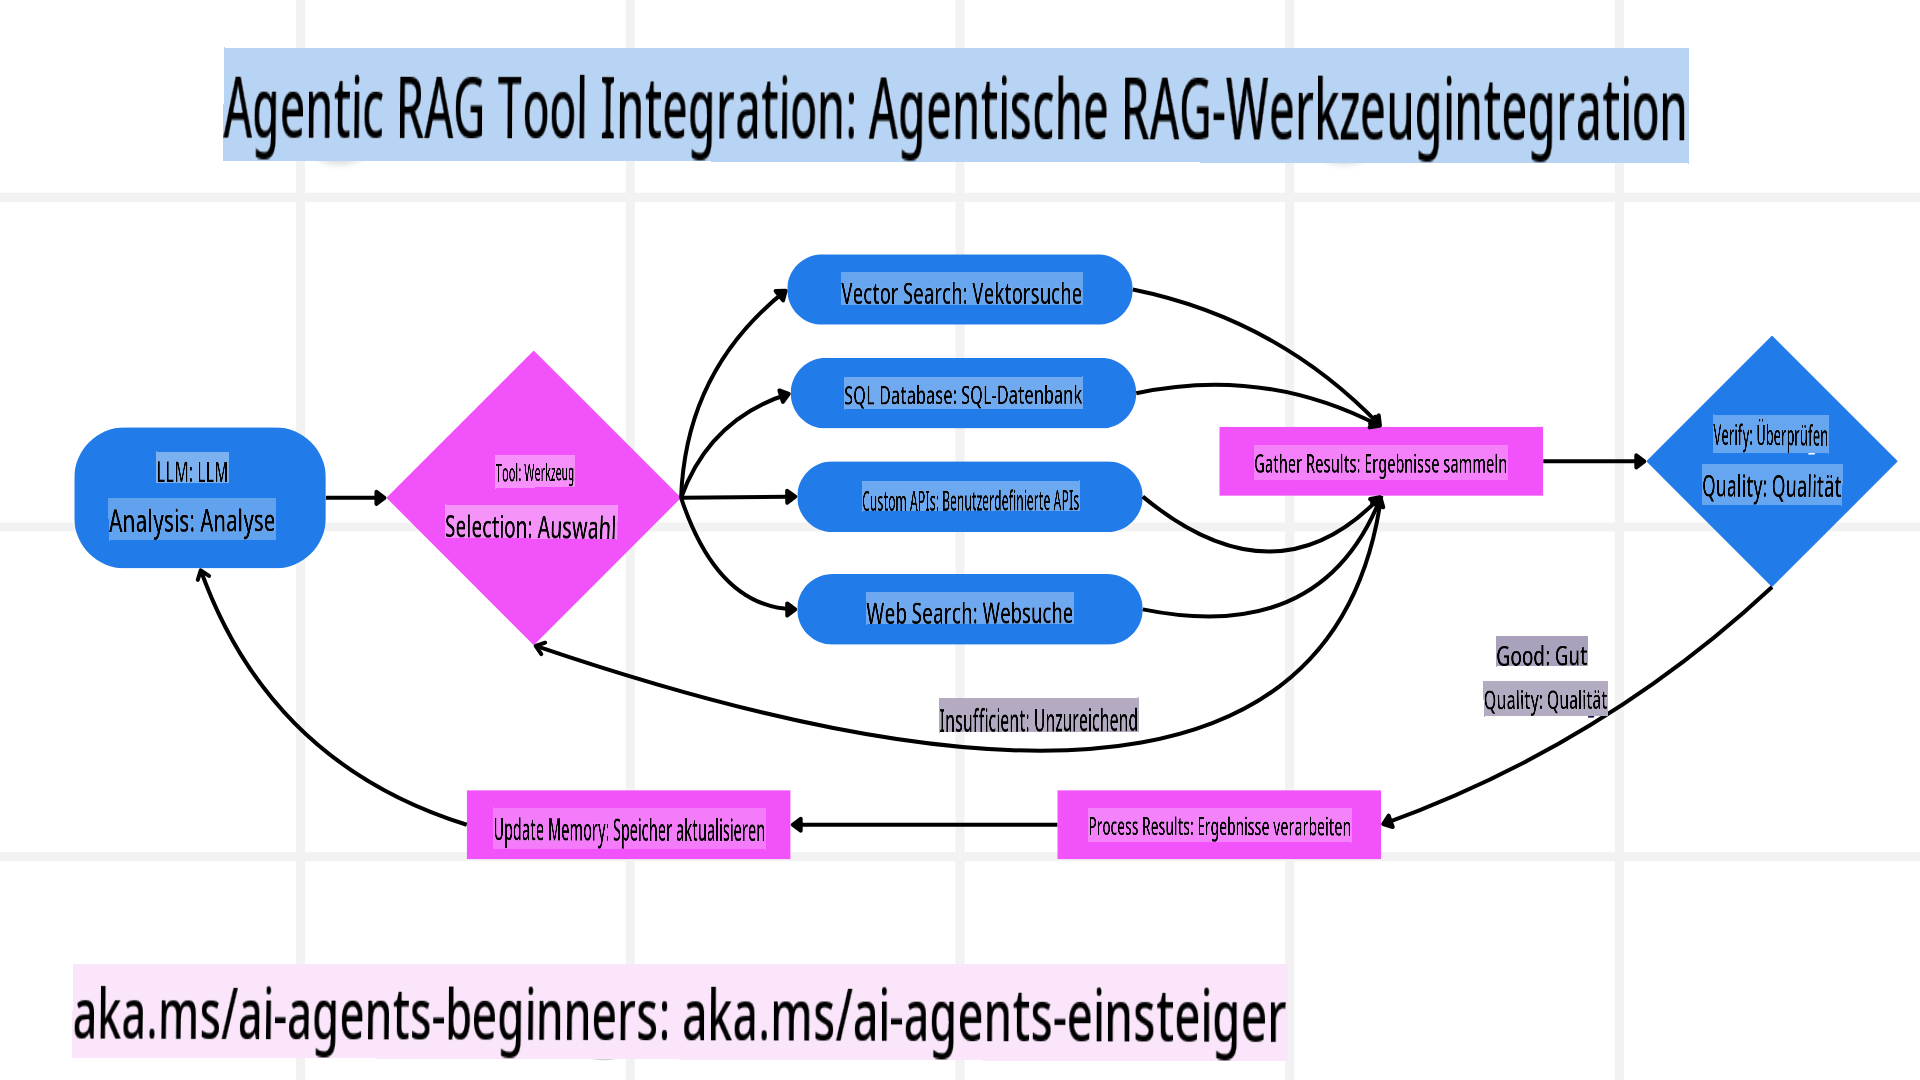 Agentic RAG Tool Integration: Agentische RAG-Werkzeugintegration
Vector Search: Vektorsuche
SQL Database: SQL-Datenbank
LLM: LLM
Analysis: Analyse
Tool: Werkzeug
Selection: Auswahl
Custom APIs: Benutzerdefinierte APIs
Web Search: Websuche
Gather Results: Ergebnisse sammeln
Verify: Überprüfen
Quality: Qualität
Good: Gut
Quality: Qualität
Insufficient: Unzureichend
Update Memory: Speicher aktualisieren
Process Results: Ergebnisse verarbeiten
aka.ms/ai-agents-beginners: aka.ms/ai-agents-einsteiger